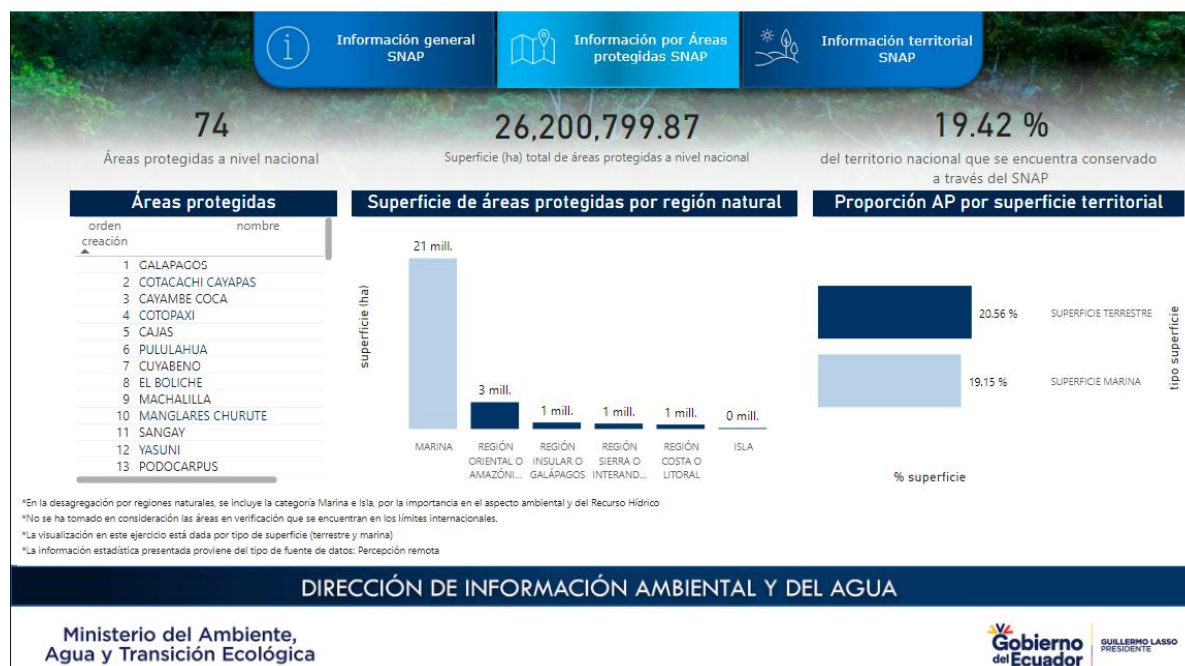 Información general
SNAP
Información por Áreas
protegidas SNAP
Información territorial
SNAP
74
Áreas protegidas a nivel nacional
26,200,799.87
Superficie (ha) total de áreas protegidas a nivel nacional
19.42 %
del territorio nacional que se encuentra conservado
a través del SNAP
Áreas protegidas
orden
creación
nombre
1 GALAPAGOS
2 COTACACHI CAYAPAS
3 CAYAMBE COCA
4 COTOPAXI
5 CAJAS
6 PULULAHUA
7 CUYABENO
8 EL BOLICHE
9 MACHALILLA
10 MANGLARES CHURUTE
11 SANGAY
12 YASUNI
13 PODOCARPUS
Superficie de áreas protegidas por región natural
superficie (ha)
21 mill.
3 mill.
1 mill.
1 mill.
1 mill.
0 mill.
MARINA
REGIÓN
ORIENTAL O
AMAZÓNI...
REGIÓN
INSULAR O
GALÁPAGOS
REGIÓN
SIERRA O
INTERAND...
REGIÓN
COSTA O
LITORAL
ISLA
Proporción AP por superficie territorial
20.56 %
SUPERFICIE TERRESTRE
19.15 %
SUPERFICIE MARINA
tipo superficie
% superficie
*En la desagregación por regiones naturales, se incluye la categoría Marina e Isla, por la importancia en el aspecto ambiental y del Recurso Hídrico
*No se ha tomado en consideración las áreas en verificación que se encuentran en los límites internacionales.
*La visualización en este ejercicio está dada por tipo de superficie (terrestre y marina)
*La información estadística presentada proviene del tipo de fuente de datos: Percepción remota
DIRECCIÓN DE INFORMACIÓN AMBIENTAL Y DEL AGUA
Ministerio del Ambiente,
Agua y Transición Ecológica
Gobierno
del Ecuador
GUILLERMO LASSO
PRESIDENTE